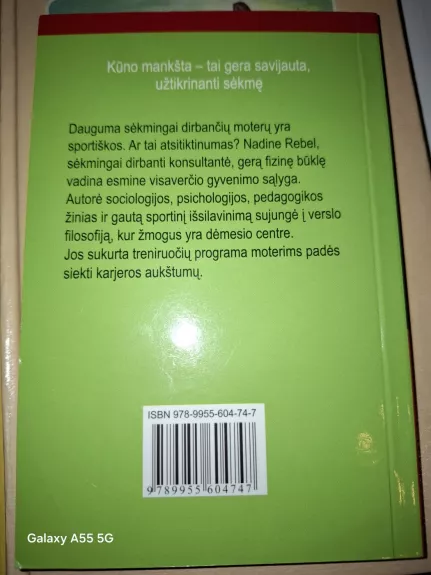 Kūno mankšta – tai gera savijauta,
užtikrinanti sėkmę
Dauguma sėkmingai dirbančių moterų yra
sportiškos. Ar tai atsitiktinumas? Nadine Rebel,
sėkmingai dirbanti konsultantė, gerą fizinę būklę
vadina esmine visaverčio gyvenimo sąlyga.
Autorė sociologijos, psichologijos, pedagogikos
žinias ir gautą sportinį išsilavinimą sujungė į verslo
filosofiją, kur žmogus yra dėmesio centre.
Jos sukurta treniruočių programa moterims padės
siekti karjeros aukštumų.
ISBN 978-9955-604-74-7
9 789955 604747
Galaxy A55 5G